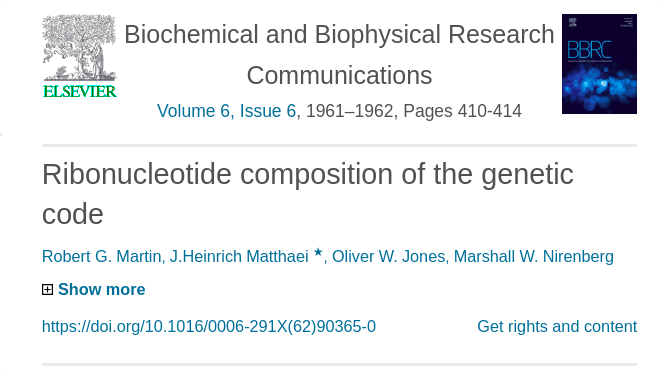 Biochemical and Biophysical Research
Communications
ELSEVIER
BBRC
Volume 6, Issue 6, 1961–1962, Pages 410-414
Ribonucleotide composition of the genetic
code
Robert G. Martin, J.Heinrich Matthaei ★, Oliver W. Jones, Marshall W. Nirenberg
Show more
https://doi.org/10.1016/0006-291X(62)90365-0 Get rights and content